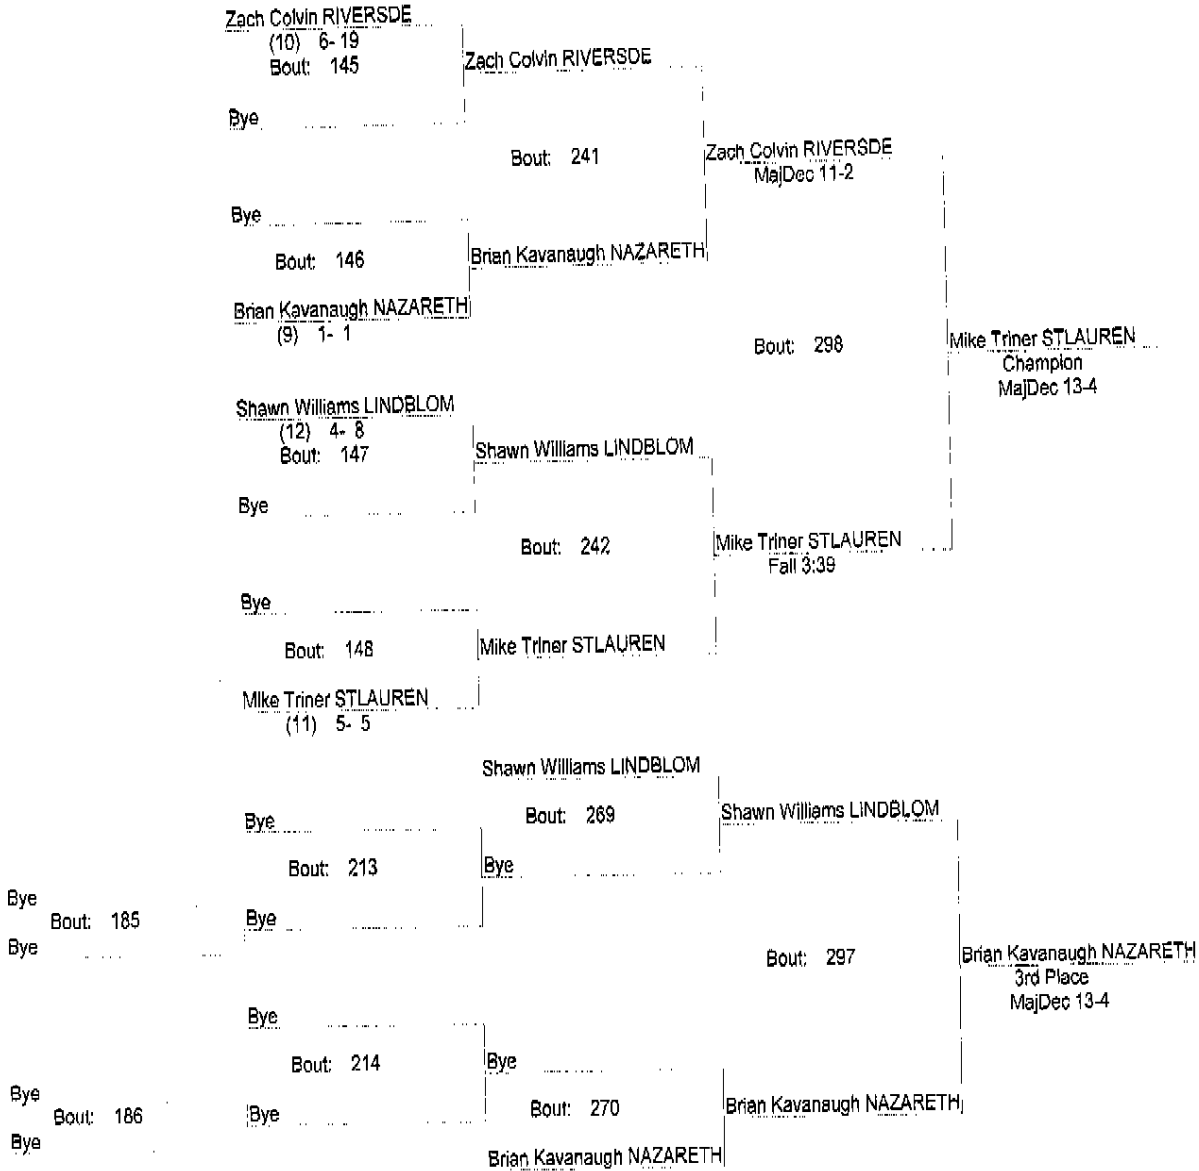 Zach Colvin RIVERSDE
(10) 6- 19
Bout: 145
Zach Colvin RIVERSDE
Bye
Bout: 241
Zach Colvin RIVERSDE
MajDec 11-2
Bye
Bout: 146
Brian Kavanaugh NAZARETH
Brian Kavanaugh NAZARETH
(9) 1- 1
Bout: 298
Mike Triner STLAUREN
Champion
MajDec 13-4
Shawn Williams LINDBLOM
(12) 4- 8
Bout: 147
Shawn Williams LINDBLOM
Bye
Bout: 242
Mike Triner STLAUREN
Fall 3:39
Bye
Bout: 148
Mike Triner STLAUREN
Mike Triner STLAUREN
(11) 5- 5
Shawn Williams LINDBLOM
Bye
Bout: 269
Shawn Williams LINDBLOM
Bout: 213
Bye
Bye
Bout: 185
Bye
Bye
Bout: 297
Brian Kavanaugh NAZARETH
3rd Place
MajDec 13-4
Bye
Bout: 214
Bye
Bye
Bout: 186
Bye
Bout: 270
Brian Kavanaugh NAZARETH
Bye
Brian Kavanaugh NAZARETH